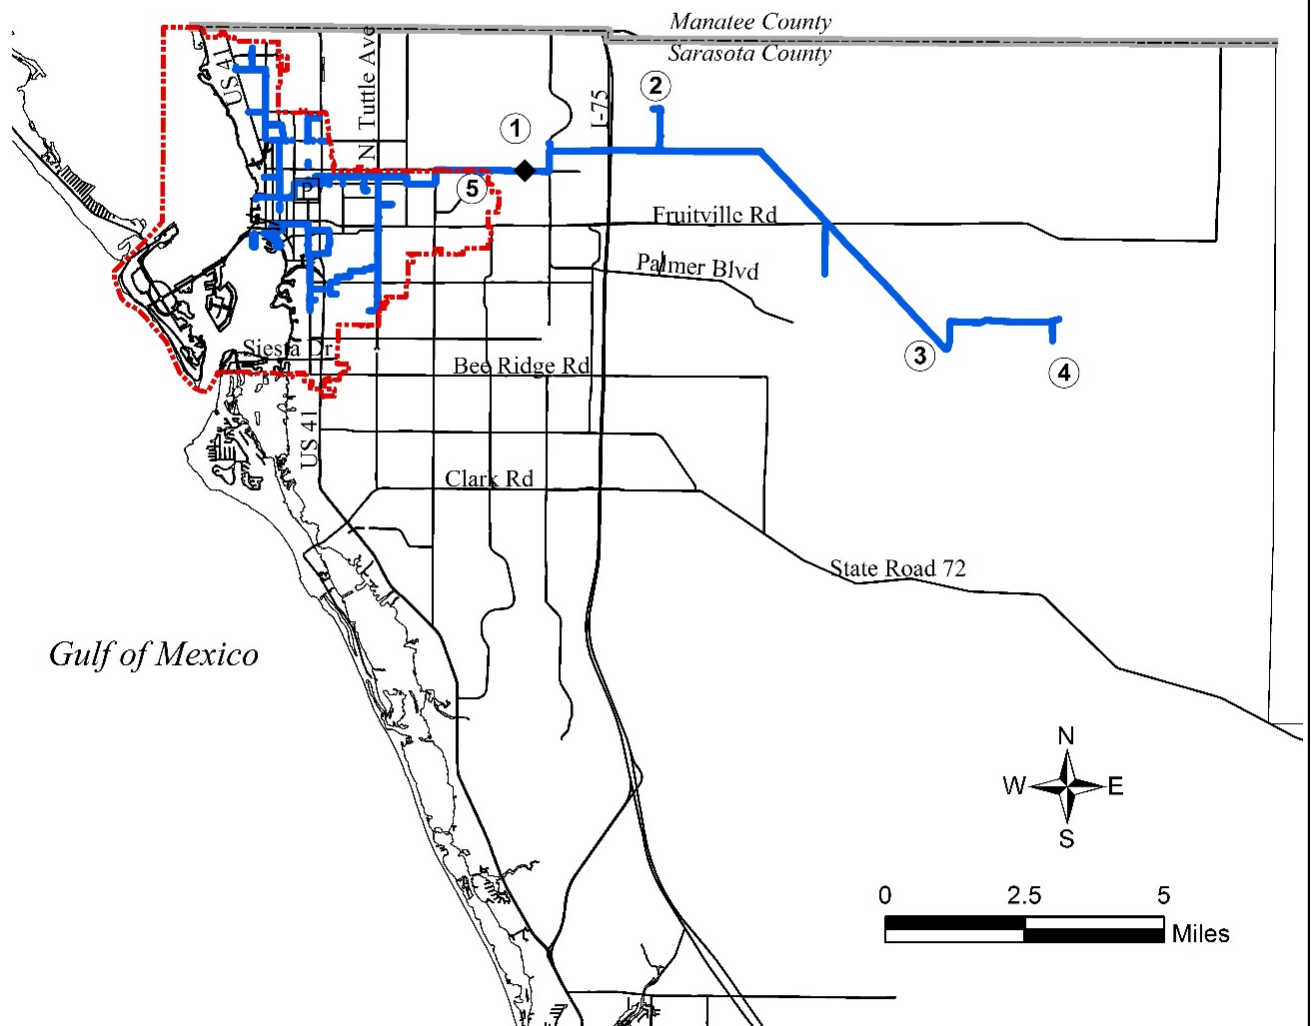 Manatee County
Sarasota County
US 41
N. Tuttle Ave
I-75
2
1
5
P
Fruitville Rd
Palmer Blvd
Siesta Dr
3
4
Bee Ridge Rd
US 41
Clark Rd
State Road 72
Gulf of Mexico
N
W E
S
0 2.5 5
Miles